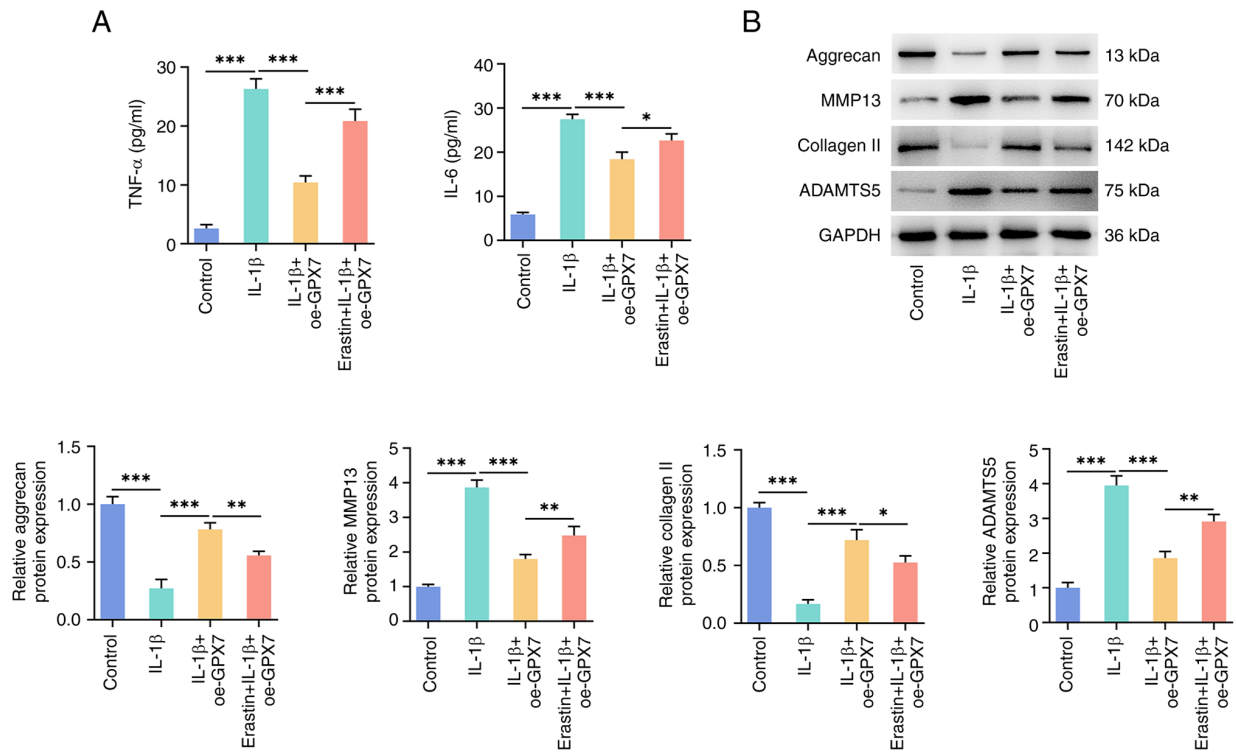 A
TNF-α (pg/ml)
30
20
10
0
***
***
***
Control
IL-1β
IL-1β+
oe-GPX7
Erastin+IL-1β+
oe-GPX7
IL-6 (pg/ml)
40
30
20
10
0
***
***
*
Control
IL-1β
IL-1β+
oe-GPX7
Erastin+IL-1β+
oe-GPX7
B
Aggrecan 13 kDa
MMP13 70 kDa
Collagen II 142 kDa
ADAMTS5 75 kDa
GAPDH 36 kDa
Control
IL-1β
IL-1β+
oe-GPX7
Erastin+IL-1β+
oe-GPX7
Relative aggrecan
protein expression
1.5
1.0
0.5
0.0
***
***
**
Control
IL-1β
IL-1β+
oe-GPX7
Erastin+IL-1β+
oe-GPX7
Relative MMP13
protein expression
5
4
3
2
1
0
***
***
**
Control
IL-1β
IL-1β+
oe-GPX7
Erastin+IL-1β+
oe-GPX7
Relative collagen II
protein expression
1.5
1.0
0.5
0.0
***
***
*
Control
IL-1β
IL-1β+
oe-GPX7
Erastin+IL-1β+
oe-GPX7
Relative ADAMTS5
protein expression
5
4
3
2
1
0
***
***
**
Control
IL-1β
IL-1β+
oe-GPX7
Erastin+IL-1β+
oe-GPX7